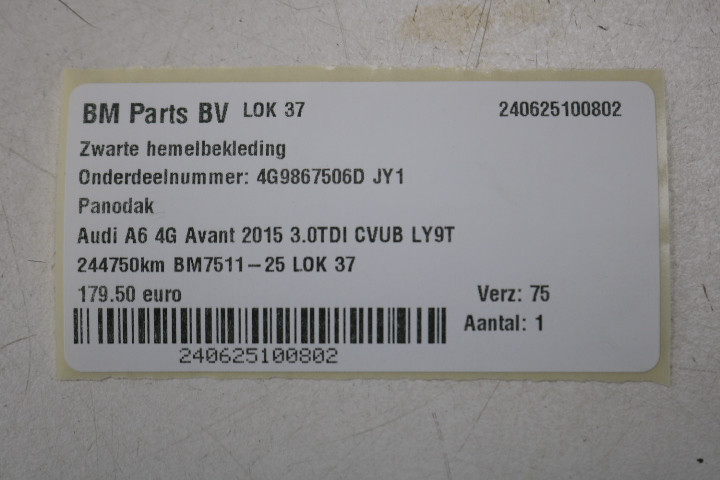 BM Parts BV LOK 37 240625100802
Zwarte hemelbekleding
Onderdeelnummer: 4G9867506D JY1
Panodak
Audi A6 4G Avant 2015 3.0TDI CVUB LY9T
244750km BM7511-25 LOK 37
179.50 euro Verz: 75
Aantal: 1
240625100802